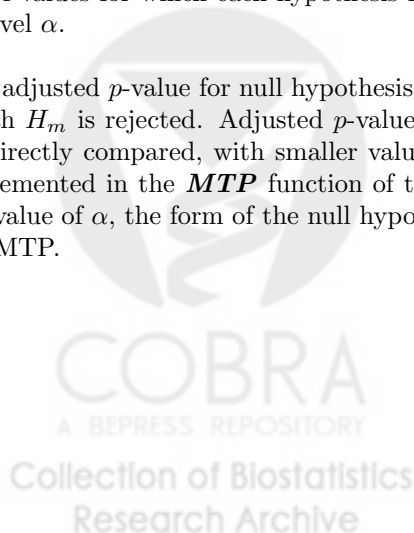 values for which each hypothesis
vel α.
adjusted p-value for null hypothesis
h H_m is rejected. Adjusted p-value
irectly compared, with smaller valu
emented in the MTP function of t
value of α, the form of the null hypo
MTP.
COBRA
A BEPRESS REPOSITORY
Collection of Biostatistics
Research Archive